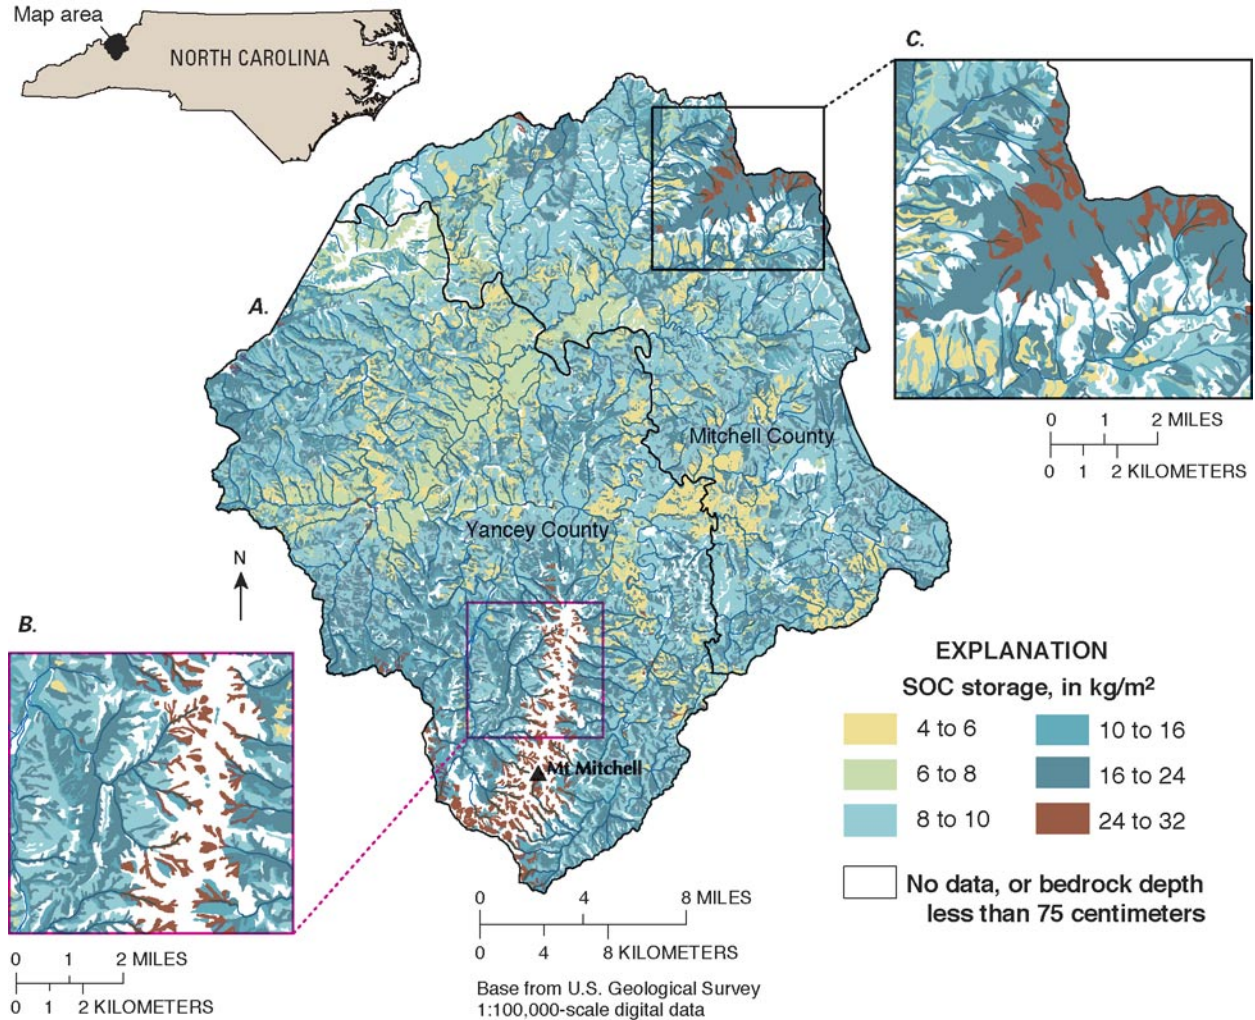 Map area
NORTH CAROLINA
C.
A.
0 1 2 MILES
0 1 2 KILOMETERS
Mitchell County
Yancey County
N
B.
Mt Mitchell
EXPLANATION
SOC storage, in kg/m²
4 to 6
10 to 16
6 to 8
16 to 24
8 to 10
24 to 32
No data, or bedrock depth
less than 75 centimeters
0 4 8 MILES
0 4 8 KILOMETERS
0 1 2 MILES
0 1 2 KILOMETERS
Base from U.S. Geological Survey
1:100,000-scale digital data